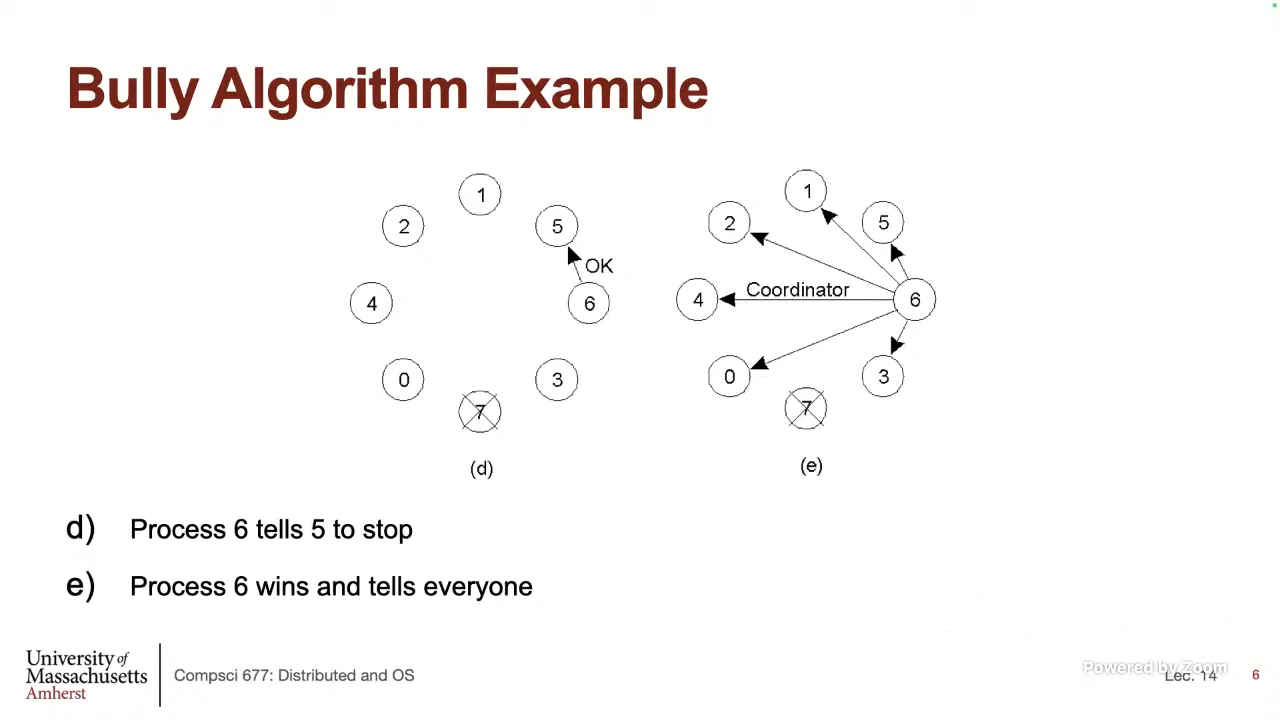 Bully Algorithm Example
1
2
5
OK
4
6
0
3
7
(d)
1
2
5
Coordinator
4
6
0
3
7
(e)
d) Process 6 tells 5 to stop
e) Process 6 wins and tells everyone
University of
Massachusetts
Amherst
Compsci 677: Distributed and OS
Powered by Zoom
Lec. 14
6